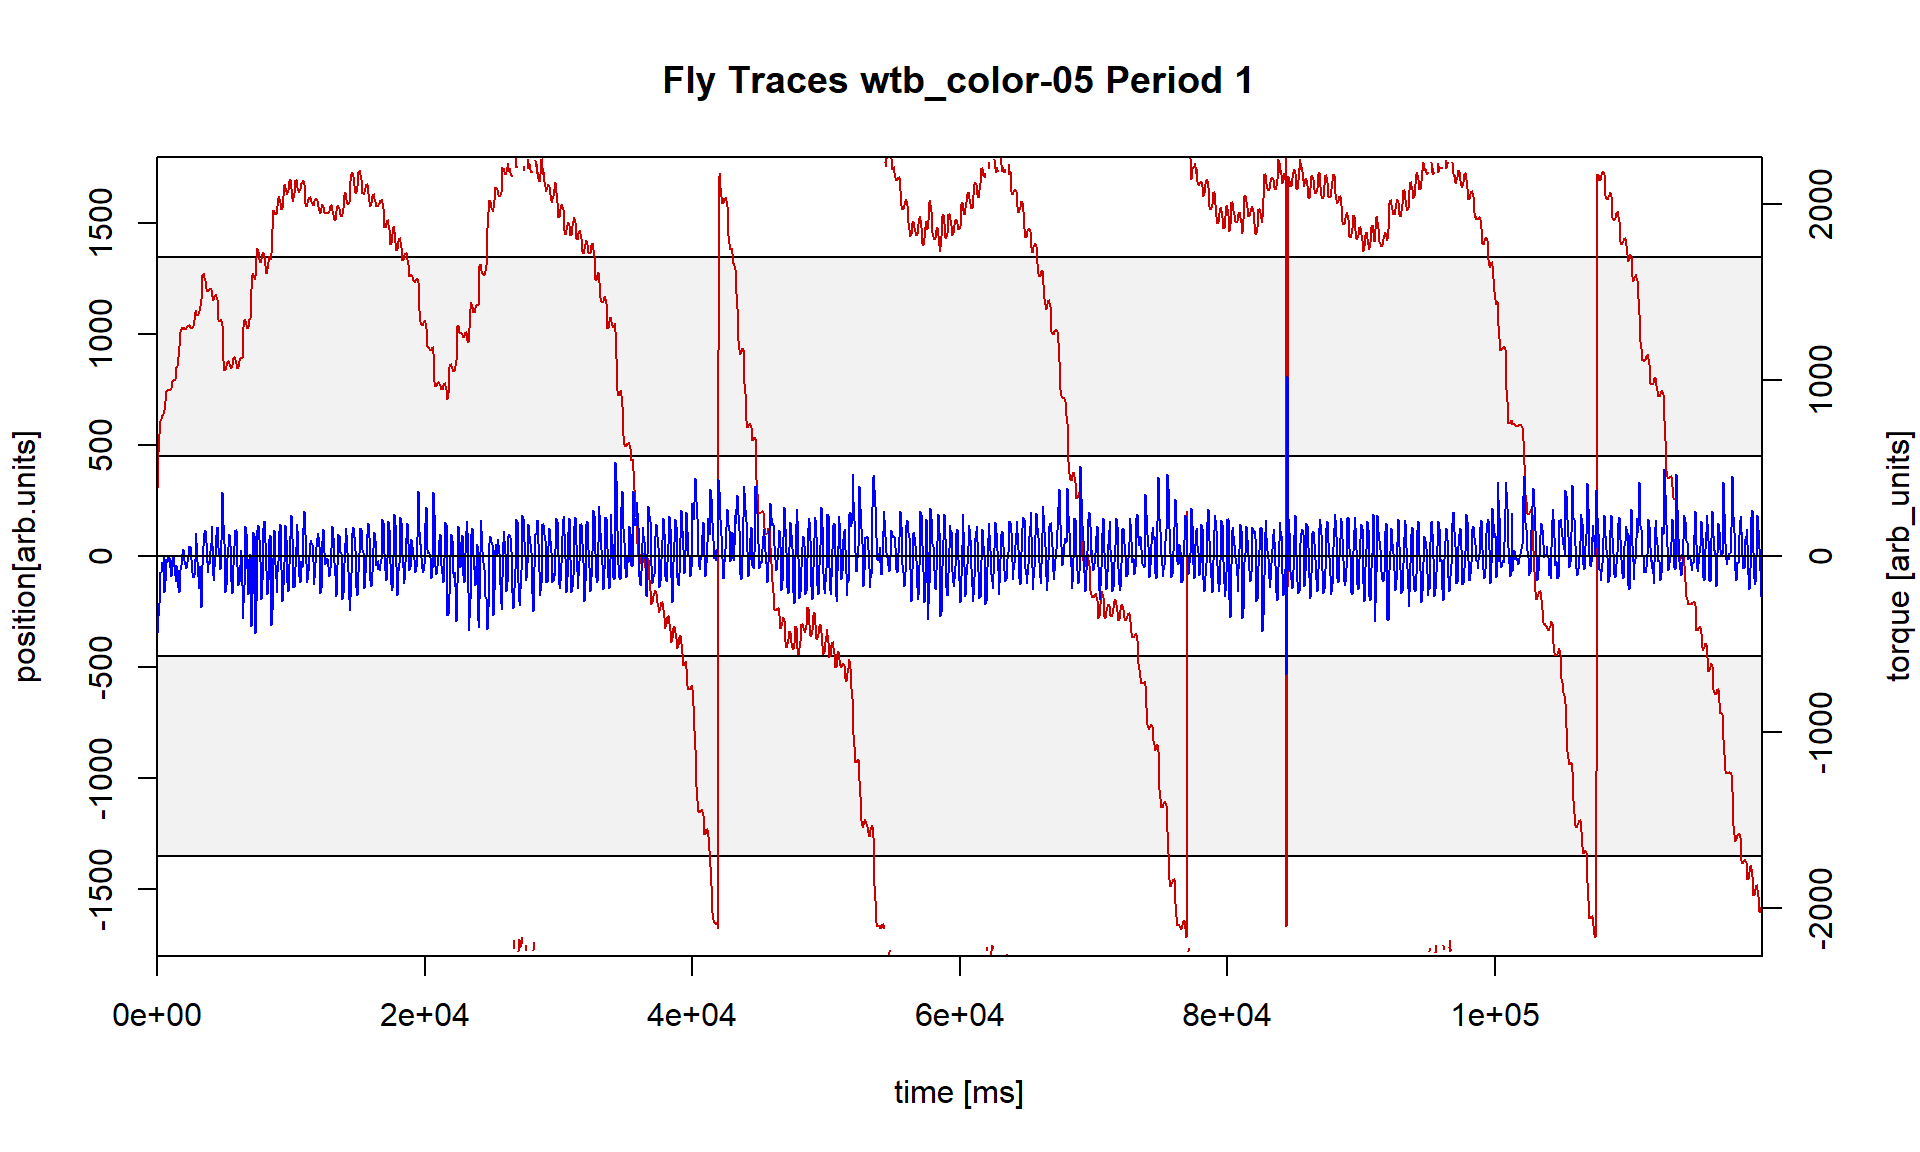 Fly Traces wtb_color-05 Period 1
position[arb.units]
1500
1000
500
0
-500
-1000
-1500
2000
1000
0
-1000
-2000
torque [arb_units]
0e+00 2e+04 4e+04 6e+04 8e+04 1e+05
time [ms]